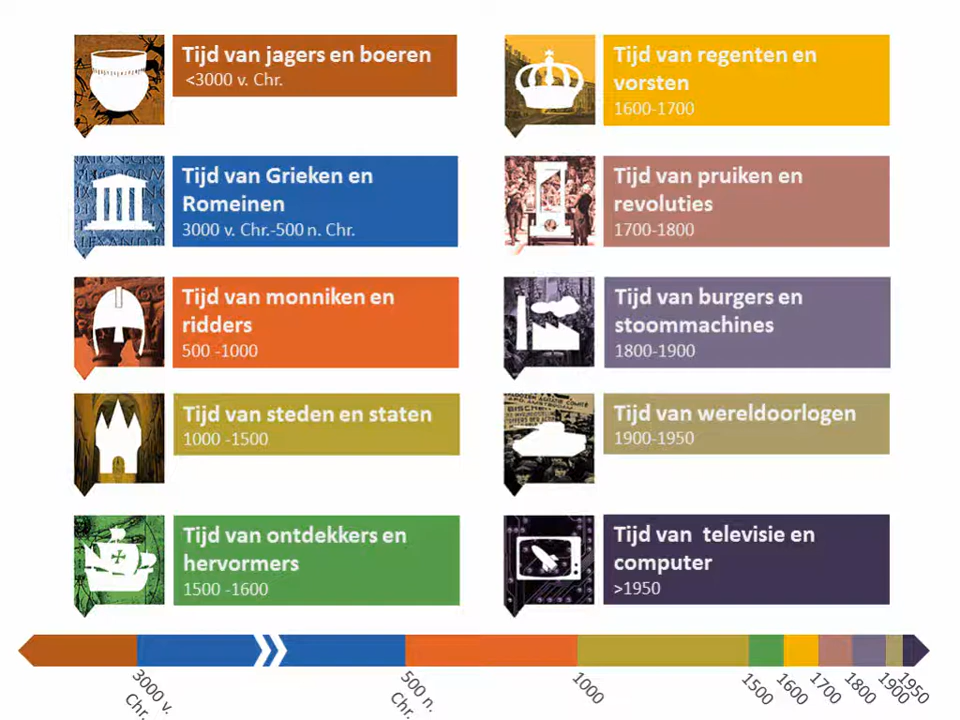 Tijd van jagers en boeren
<3000 v. Chr.
Tijd van Grieken en
Romeinen
3000 v. Chr.-500 n. Chr.
Tijd van monniken en
ridders
500 -1000
Tijd van steden en staten
1000 -1500
Tijd van ontdekkers en
hervormers
1500 -1600
Tijd van regenten en
vorsten
1600-1700
Tijd van pruiken en
revoluties
1700-1800
Tijd van burgers en
stoommachines
1800-1900
Tijd van wereldoorlogen
1900-1950
Tijd van  televisie en
computer
>1950
3000 v.
Chr.
500 n.
Chr.
1000
1500
1600
1700
1800
1900
1950